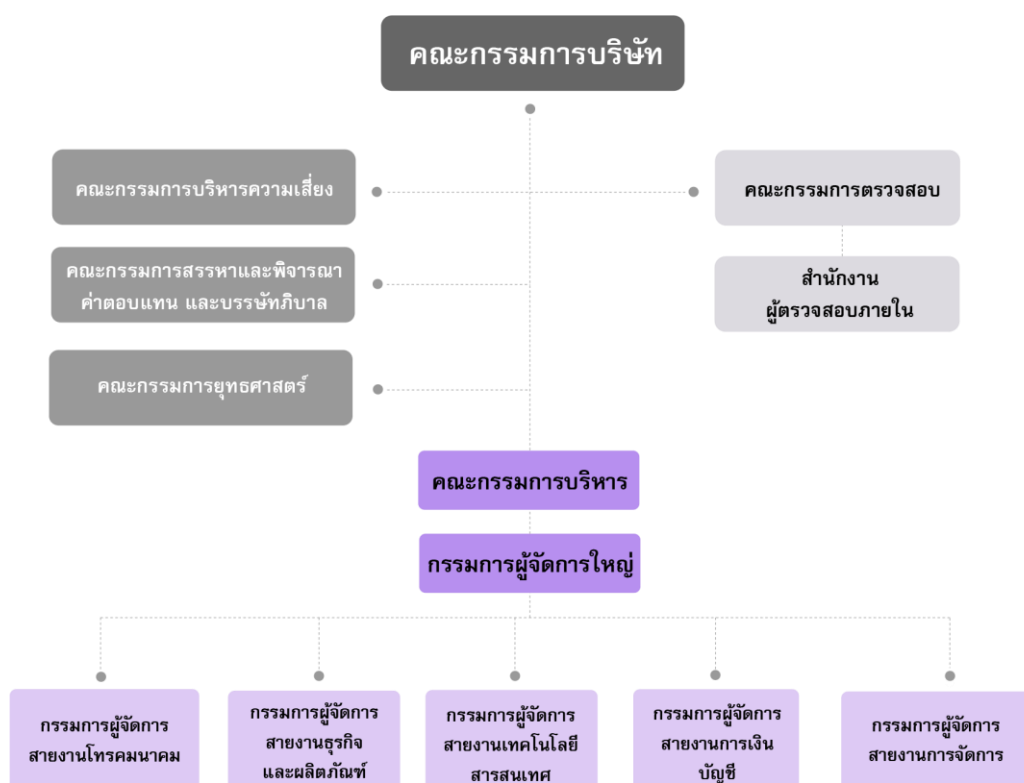 คณะกรรมการบริษัท
คณะกรรมการบริหารความเสี่ยง
คณะกรรมการตรวจสอบ
คณะกรรมการสรรหาและพิจารณา
ค่าตอบแทน และบรรษัทภิบาล
สำนักงาน
ผู้ตรวจสอบภายใน
คณะกรรมการยุทธศาสตร์
คณะกรรมการบริหาร
กรรมการผู้จัดการใหญ่
กรรมการผู้จัดการ
สายงานโทรคมนาคม
กรรมการผู้จัดการ
สายงานธุรกิจ
และผลิตภัณฑ์
กรรมการผู้จัดการ
สายงานเทคโนโลยี
สารสนเทศ
กรรมการผู้จัดการ
สายงานการเงิน
บัญชี
กรรมการผู้จัดการ
สายงานการจัดการ